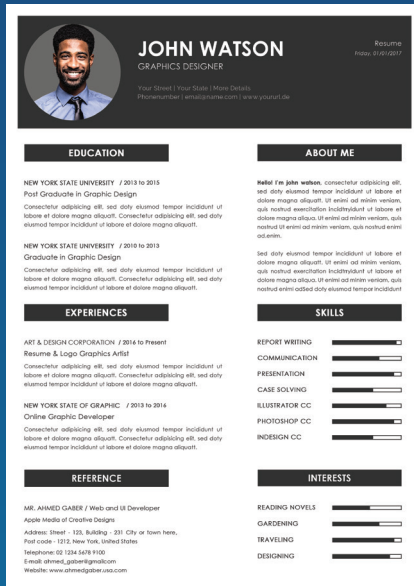 JOHN WATSON
GRAPHICS DESIGNER
Your Street | Your State | More Details
Phonenumber | email@name.com | www.yoururl.de
Resume
Friday, 01/01/2017
EDUCATION
NEW YORK STATE UNIVERSITY / 2013 to 2015
Post Graduate in Graphic Design
Consectetur adipisicing elit, sed doty eiusmod tempor incididunt ut
labore et dolore magna aliquatt. Consectetur adipisicing elit, sed doty
eiusmod tempor incididunt ut labore et dolore magna aliquatt.
NEW YORK STATE UNIVERSITY / 2010 to 2013
Graduate in Graphic Design
Consectetur adipisicing elit, sed doty eiusmod tempor incididunt ut
labore et dolore magna aliquatt. Consectetur adipisicing elit, sed doty
eiusmod tempor incididunt ut labore et dolore magna aliquatt.
EXPERIENCES
ART & DESIGN CORPORATION / 2016 to Present
Resume & Logo Graphics Artist
Consectetur adipisicing elit, sed doty eiusmod tempor incididunt ut
labore et dolore magna aliquatt. Consectetur adipisicing elit, sed doty
eiusmod tempor incididunt ut labore et dolore magna aliquatt.
NEW YORK STATE OF GRAPHIC / 2013 to 2016
Online Graphic Developer
Consectetur adipisicing elit, sed doty eiusmod tempor incididunt ut
labore et dolore magna aliquatt. Consectetur adipisicing elit, sed doty
eiusmod tempor incididunt ut labore et dolore magna aliquatt.
REFERENCE
MR. AHMED GABER / Web and UI Developer
Apple Media of Creative Designs
Address: Street - 123, Building - 231 City or town here,
Post code - 1212, New York, United States
Telephone: 02 1234 5678 9100
E-mail: ahmed_gaber@gmailcom
Website: www.ahmedgaber.usa.com
ABOUT ME
Hello! I'm john watson, consectetur adipisicing elit,
sed doty eiusmod tempor incididunt ut labore et
dolore magna aliquatt. Ut enimi ad minim veniam,
quis nostrud exercitation incididtnyidunt ut labore et
dolore magna aliqua. Ut enimi ad minim veniam, quis
nostrud Ut enimi ad minim veniam, quis nostrud enimi
ad.enim.
Sed doty eiusmod tempor incididunt ut labore et
dolore magna aliquatt. Ut enimi ad minim veniam,
quis nostrud exercitation incididtnyidunt ut labore et
dolore magna aliqua. Ut enimi ad minim veniam, quis
nostrud enimi adSed doty eiusmod tempor incididunt
SKILLS
REPORT WRITING
COMMUNICATION
PRESENTATION
CASE SOLVING
ILLUSTRATOR CC
PHOTOSHOP CC
INDESIGN CC
INTERESTS
READING NOVELS
GARDENING
TRAVELING
DESIGNING